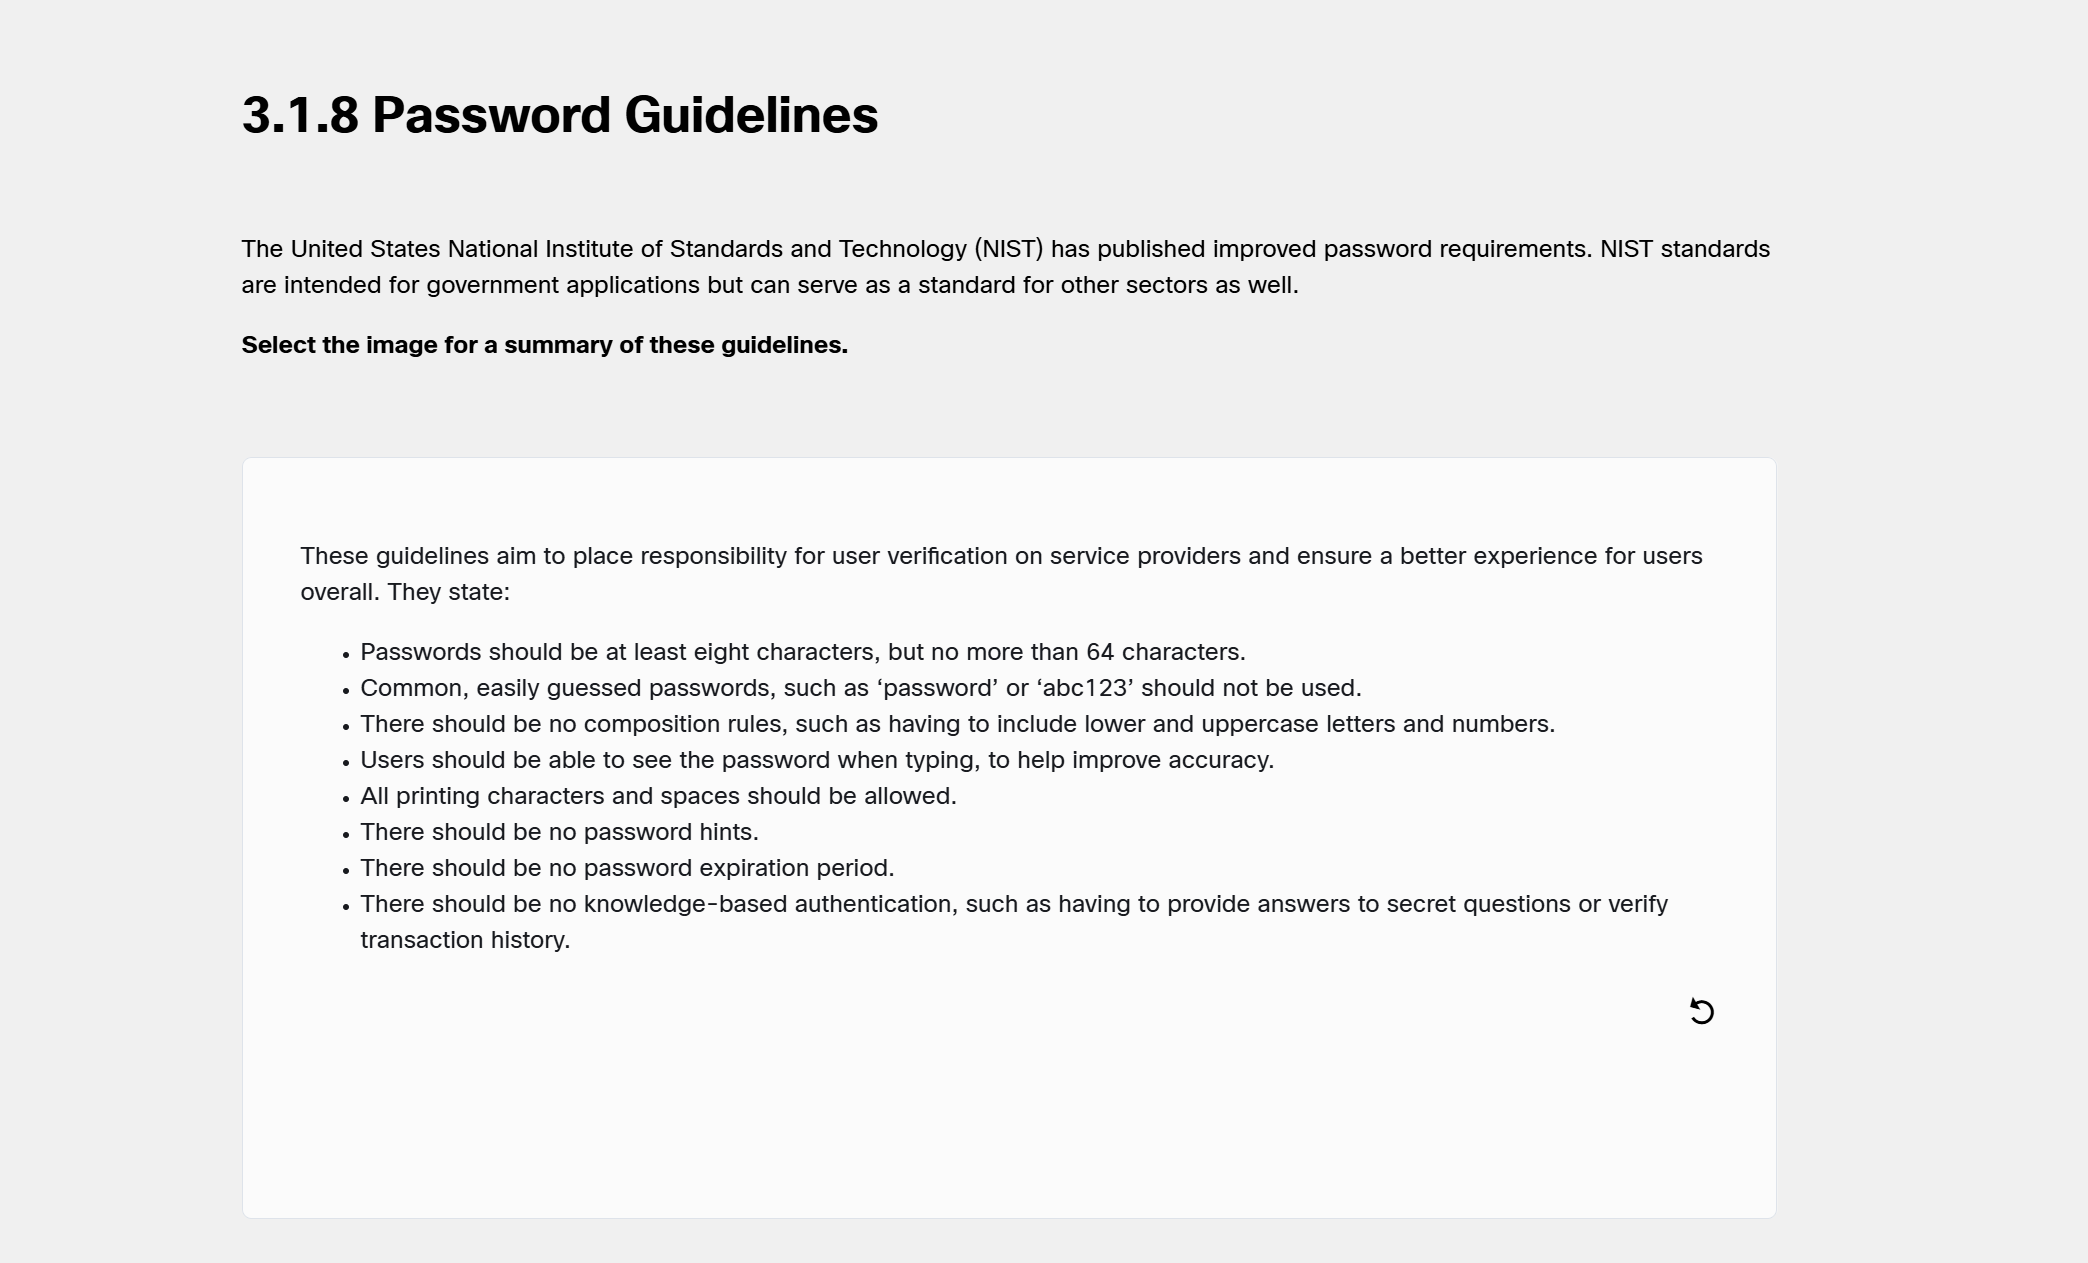 3.1.8 Password Guidelines
The United States National Institute of Standards and Technology (NIST) has published improved password requirements. NIST standards
are intended for government applications but can serve as a standard for other sectors as well.
Select the image for a summary of these guidelines.
These guidelines aim to place responsibility for user verification on service providers and ensure a better experience for users
overall. They state:
• Passwords should be at least eight characters, but no more than 64 characters.
• Common, easily guessed passwords, such as ‘password’ or ‘abc123’ should not be used.
• There should be no composition rules, such as having to include lower and uppercase letters and numbers.
• Users should be able to see the password when typing, to help improve accuracy.
• All printing characters and spaces should be allowed.
• There should be no password hints.
• There should be no password expiration period.
• There should be no knowledge-based authentication, such as having to provide answers to secret questions or verify
transaction history.